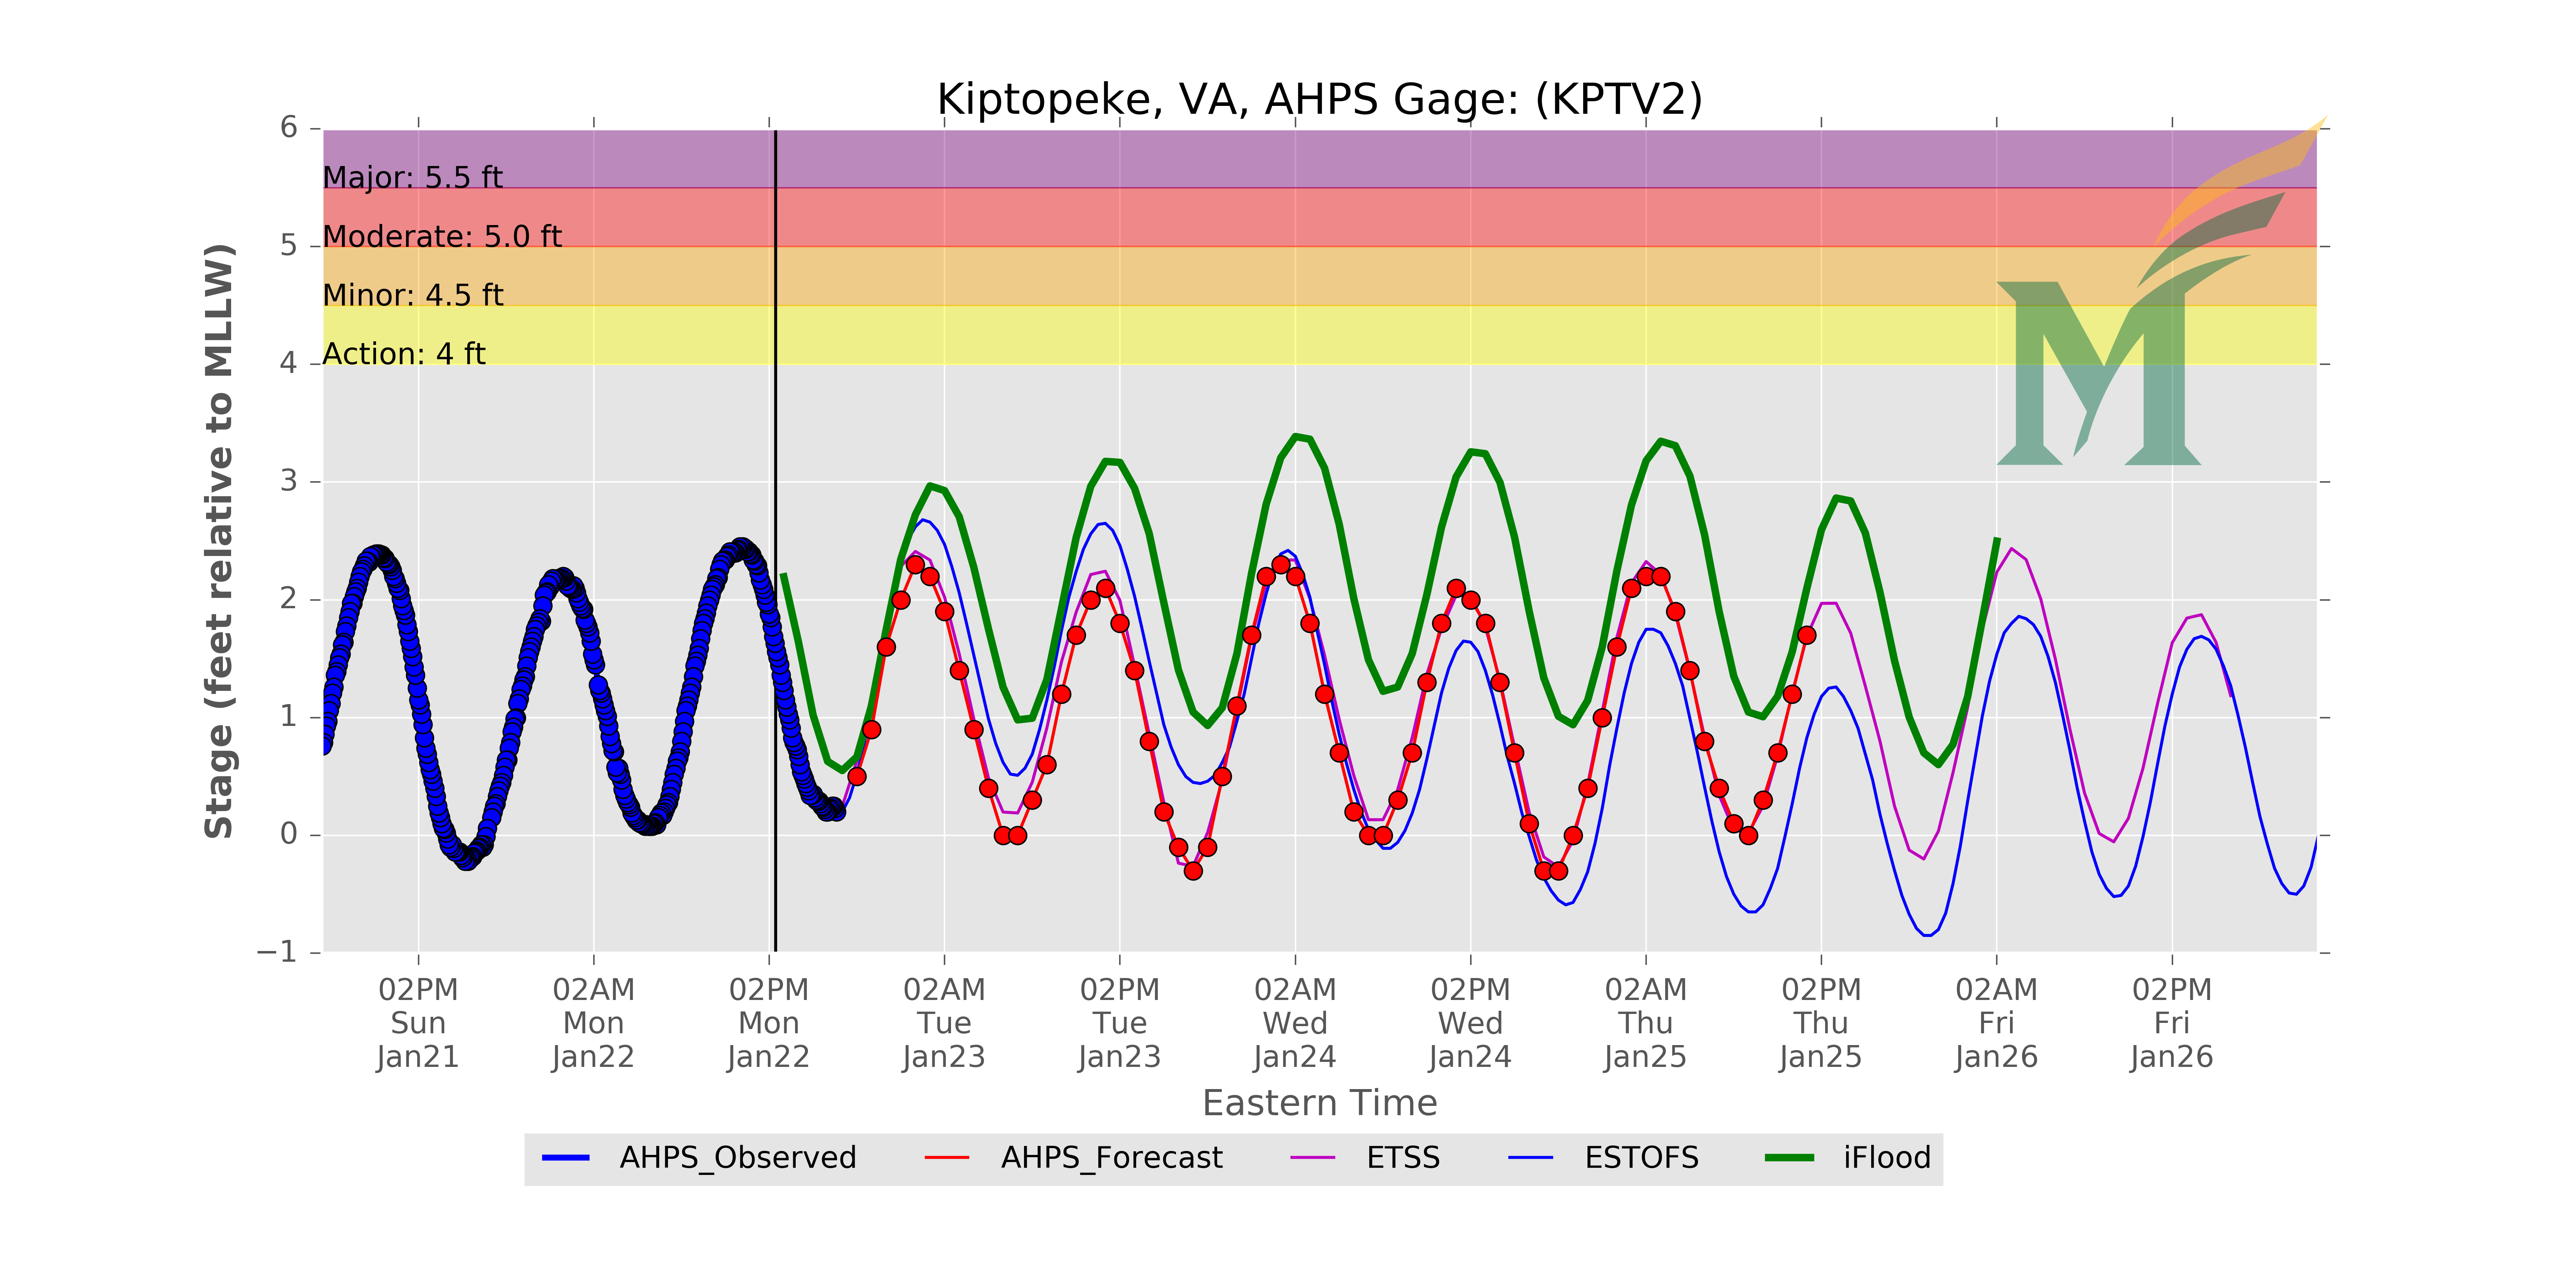 Kiptopeke, VA, AHPS Gage: (KPTV2)
6
5
4
3
2
1
0
−1
Stage (feet relative to MLLW)
Major: 5.5 ft
Moderate: 5.0 ft
Minor: 4.5 ft
Action: 4 ft
M
02PM
Sun
Jan21
02AM
Mon
Jan22
02PM
Mon
Jan22
02AM
Tue
Jan23
02PM
Tue
Jan23
02AM
Wed
Jan24
02PM
Wed
Jan24
02AM
Thu
Jan25
02PM
Thu
Jan25
02AM
Fri
Jan26
02PM
Fri
Jan26
Eastern Time
AHPS_Observed
AHPS_Forecast
ETSS
ESTOFS
iFlood